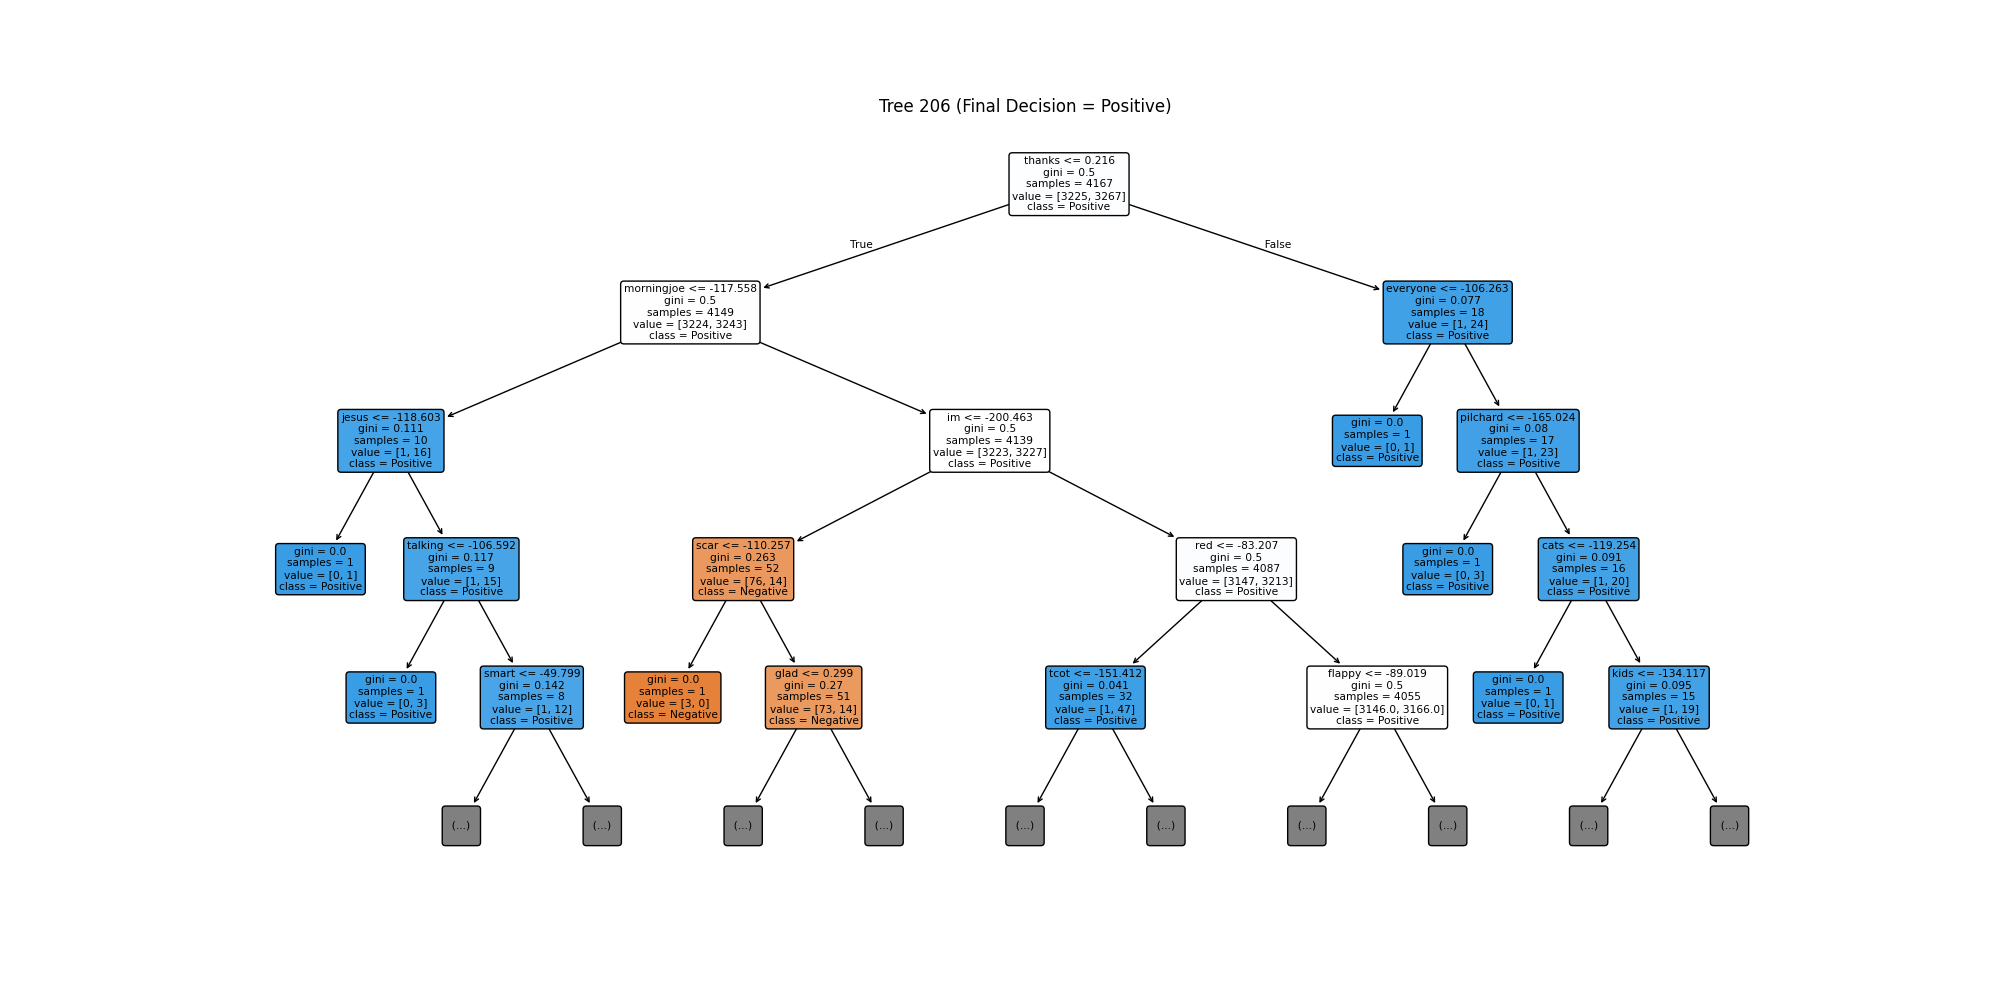 Tree 206 (Final Decision = Positive)
thanks <= 0.216
gini = 0.5
samples = 4167
value = [3225, 3267]
class = Positive
True
False
morningjoe <= -117.558
gini = 0.5
samples = 4149
value = [3224, 3243]
class = Positive
everyone <= -106.263
gini = 0.077
samples = 18
value = [1, 24]
class = Positive
jesus <= -118.603
gini = 0.111
samples = 10
value = [1, 16]
class = Positive
im <= -200.463
gini = 0.5
samples = 4139
value = [3223, 3227]
class = Positive
gini = 0.0
samples = 1
value = [0, 1]
class = Positive
pilchard <= -165.024
gini = 0.08
samples = 17
value = [1, 23]
class = Positive
gini = 0.0
samples = 1
value = [0, 1]
class = Positive
talking <= -106.592
gini = 0.117
samples = 9
value = [1, 15]
class = Positive
scar <= -110.257
gini = 0.263
samples = 52
value = [76, 14]
class = Negative
red <= -83.207
gini = 0.5
samples = 4087
value = [3147, 3213]
class = Positive
gini = 0.0
samples = 1
value = [0, 3]
class = Positive
cats <= -119.254
gini = 0.091
samples = 16
value = [1, 20]
class = Positive
gini = 0.0
samples = 1
value = [0, 3]
class = Positive
smart <= -49.799
gini = 0.142
samples = 8
value = [1, 12]
class = Positive
gini = 0.0
samples = 1
value = [3, 0]
class = Negative
glad <= 0.299
gini = 0.27
samples = 51
value = [73, 14]
class = Negative
tcot <= -151.412
gini = 0.041
samples = 32
value = [1, 47]
class = Positive
flappy <= -89.019
gini = 0.5
samples = 4055
value = [3146.0, 3166.0]
class = Positive
gini = 0.0
samples = 1
value = [0, 1]
class = Positive
kids <= -134.117
gini = 0.095
samples = 15
value = [1, 19]
class = Positive
(...)
(...)
(...)
(...)
(...)
(...)
(...)
(...)
(...)
(...)